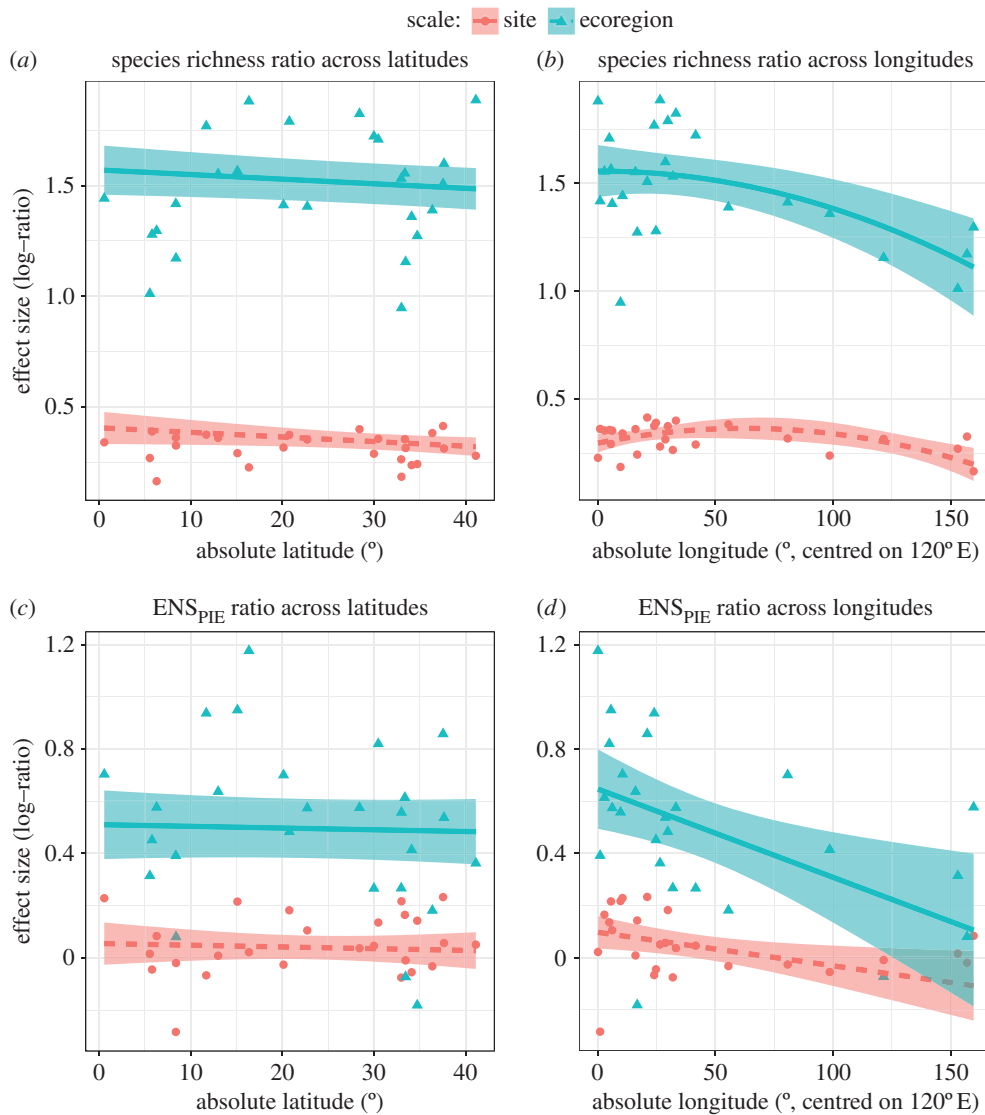 scale: site ecoregion
(a) species richness ratio across latitudes
(b) species richness ratio across longitudes
effect size (log–ratio)
1.5
1.0
0.5
0 10 20 30 40
absolute latitude (º)
1.5
1.0
0.5
0 50 100 150
absolute longitude (º, centred on 120º E)
(c) ENSPIE ratio across latitudes
(d) ENSPIE ratio across longitudes
effect size (log–ratio)
1.2
0.8
0.4
0
0 10 20 30 40
absolute latitude (º)
1.2
0.8
0.4
0
0 50 100 150
absolute longitude (º, centred on 120º E)